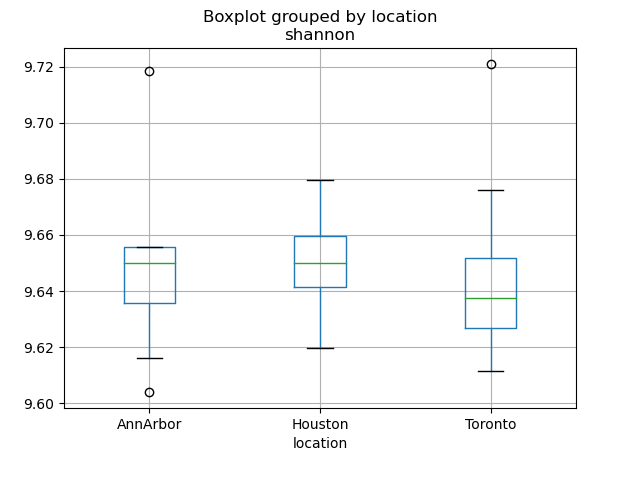 Boxplot grouped by location
shannon
9.72
9.70
9.68
9.66
9.64
9.62
9.60
AnnArbor Houston Toronto
location